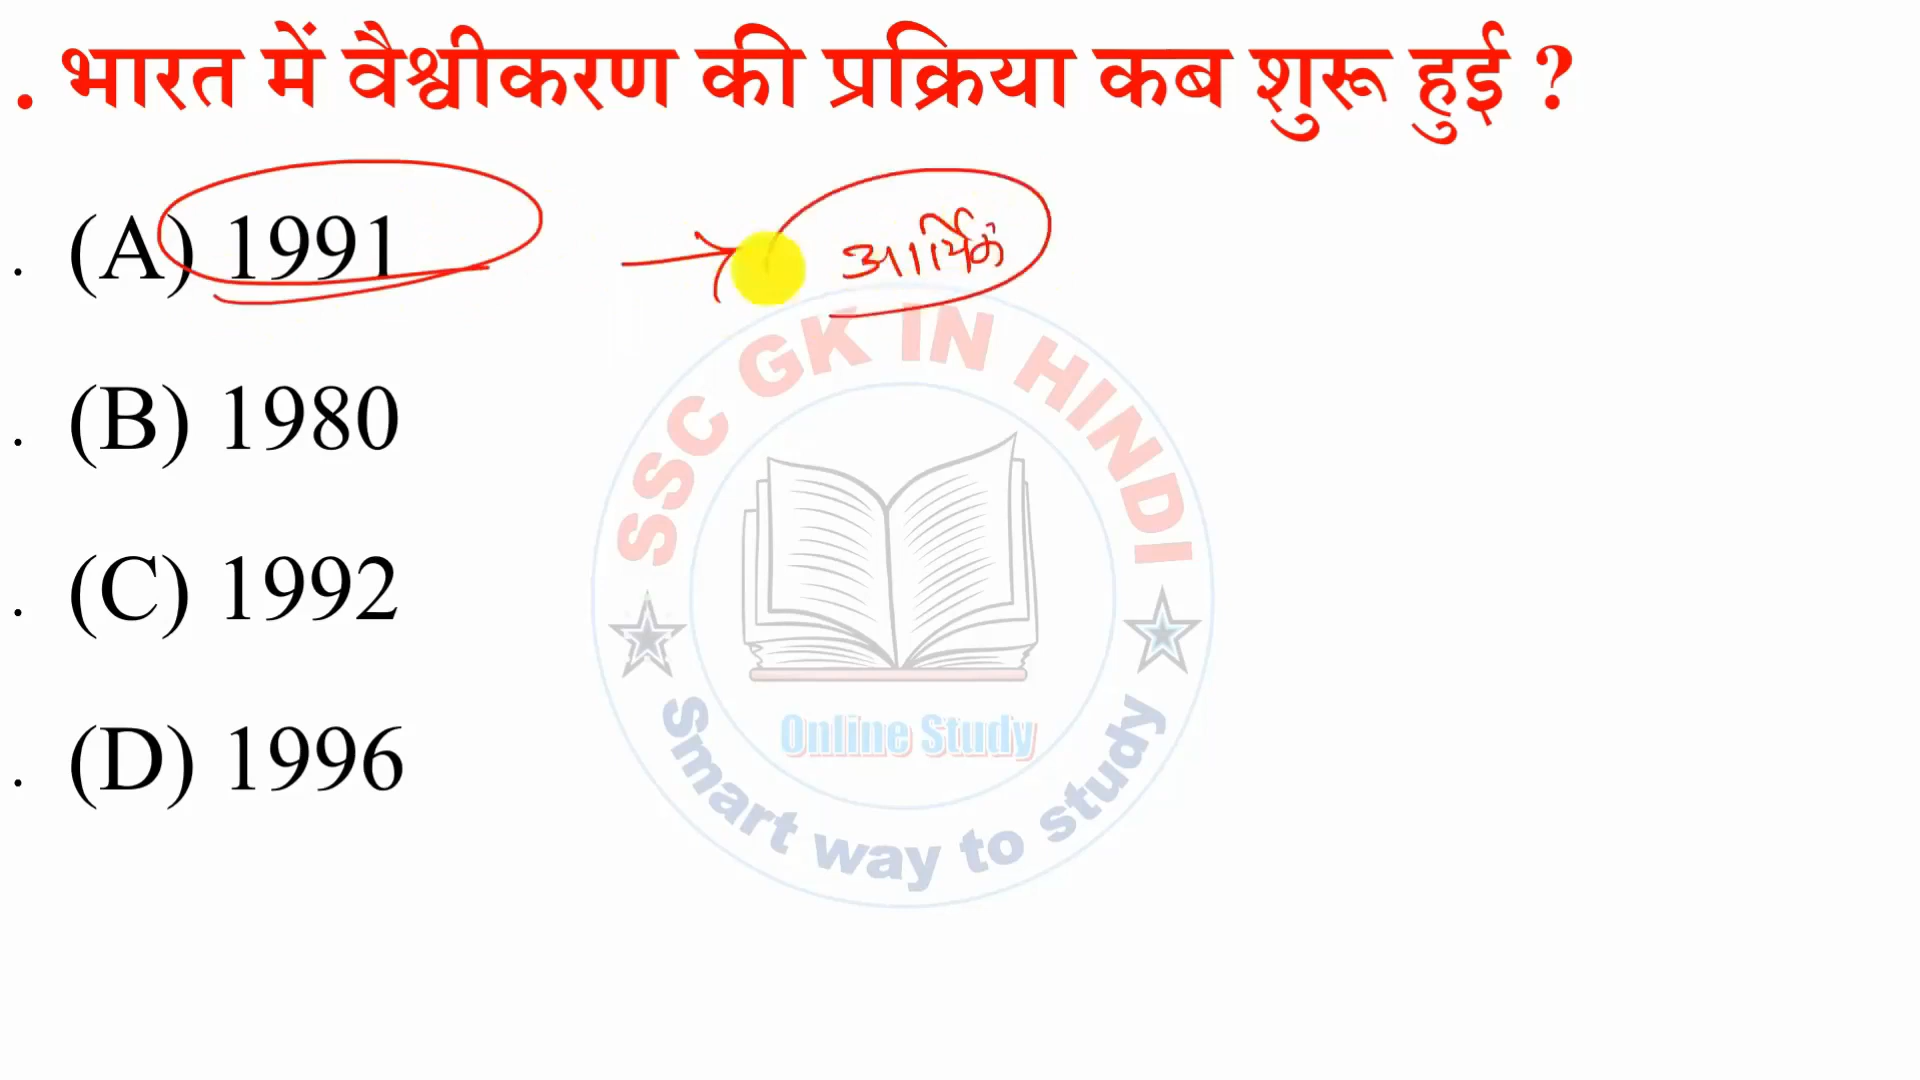 . भारत में वैश्वीकरण की प्रक्रिया कब शुरू हुई ?
. (A) 1991
आर्थिक
. (B) 1980
. (C) 1992
. (D) 1996
SSC GK IN HINDI
Online Study
Smart way to study